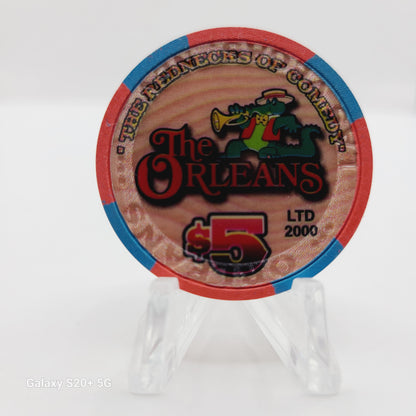 "THE REDNECKS OF COMEDY"
The
ORLEANS
$5
LTD
2000
Galaxy S20+ 5G